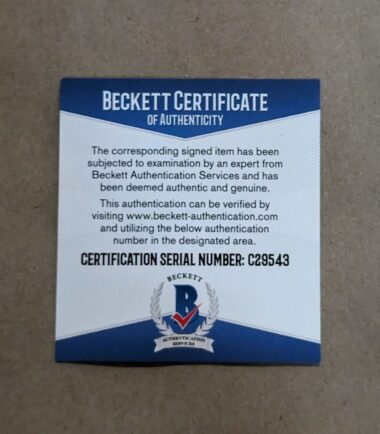 BECKETT CERTIFICATE
OF AUTHENTICITY
The corresponding signed item has been
subjected to examination by an expert from
Beckett Authentication Services and has
been deemed authentic and genuine.
This authentication can be verified by
visiting www.beckett-authentication.com
and utilizing the below authentication
number in the designated area.
CERTIFICATION SERIAL NUMBER: C29543
BECKETT
B
AUTHENTICATION
SERVICES